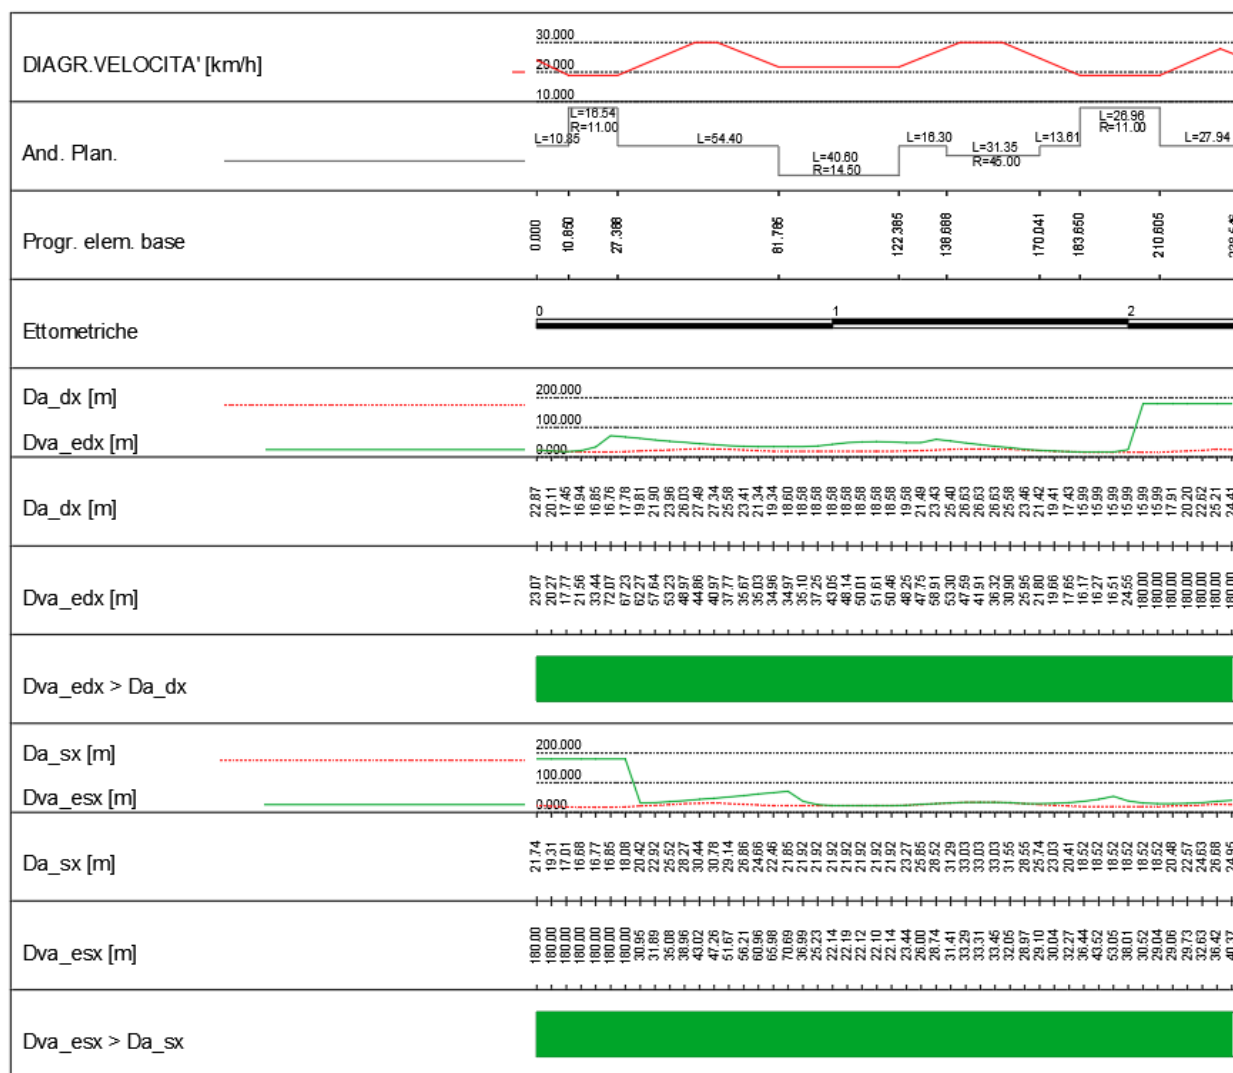 DIAGR.VELOCITA' [km/h]
30.000
20.000
10.000
And. Plan.
L=10.85
L=16.54
R=11.00
L=54.40
L=40.60
R=14.50
L=16.30
L=31.35
R=45.00
L=13.61
L=26.96
R=11.00
L=27.94
Progr. elem. base
0.000 10.850 27.388 81.786 122.385 138.688 170.041 183.650 210.605
Ettometriche
0 1 2
Da_dx [m]
Dva_edx [m]
200.000
100.000
0.000
Da_dx [m]
22.87 20.11 17.45 16.94 16.85 16.76 17.78 19.81 21.90 23.96 26.03 27.49 27.34 25.58 23.41 21.34 19.34 18.60 18.58 18.58 18.58 18.58 18.58 18.58 18.58 19.58 21.49 23.43 25.40 26.63 26.63 26.63 25.58 23.46 21.42 19.41 17.43 15.99 15.99 15.99 15.99 15.99 15.99 17.91 20.20 22.62 25.21 24.41
Dva_edx [m]
23.07 20.27 17.77 21.56 33.44 72.07 67.23 62.27 57.64 53.23 48.97 44.86 40.97 37.77 35.67 35.03 34.96 34.97 35.10 37.25 43.05 48.14 50.01 51.61 50.46 48.25 47.75 58.91 53.30 47.59 41.91 36.32 30.90 25.95 21.80 19.66 17.65 16.17 16.27 16.51 24.55 180.00 180.00 180.00 180.00 180.00 180.00 180.00
Dva_edx > Da_dx
Da_sx [m]
Dva_esx [m]
200.000
100.000
0.000
Da_sx [m]
21.74 19.31 17.01 16.68 16.77 16.85 18.08 20.42 22.92 25.52 28.27 30.44 30.78 29.14 26.86 24.66 22.46 21.85 21.92 21.92 21.92 21.92 21.92 21.92 21.92 23.27 25.85 28.52 31.29 33.03 33.03 33.03 31.55 28.55 25.74 23.03 20.41 18.52 18.52 18.52 18.52 18.52 18.52 20.48 22.57 24.63 26.68 24.95
Dva_esx [m]
180.00 180.00 180.00 180.00 180.00 180.00 180.00 30.95 31.89 35.08 38.96 43.02 47.26 51.67 56.21 60.96 65.98 70.69 36.99 25.23 22.14 22.19 22.12 22.10 22.14 23.44 26.00 28.74 31.41 33.29 33.31 33.45 32.05 28.97 29.10 30.04 32.27 36.44 43.52 53.05 38.01 30.52 29.04 29.06 29.73 32.63 36.42 40.37
Dva_esx > Da_sx